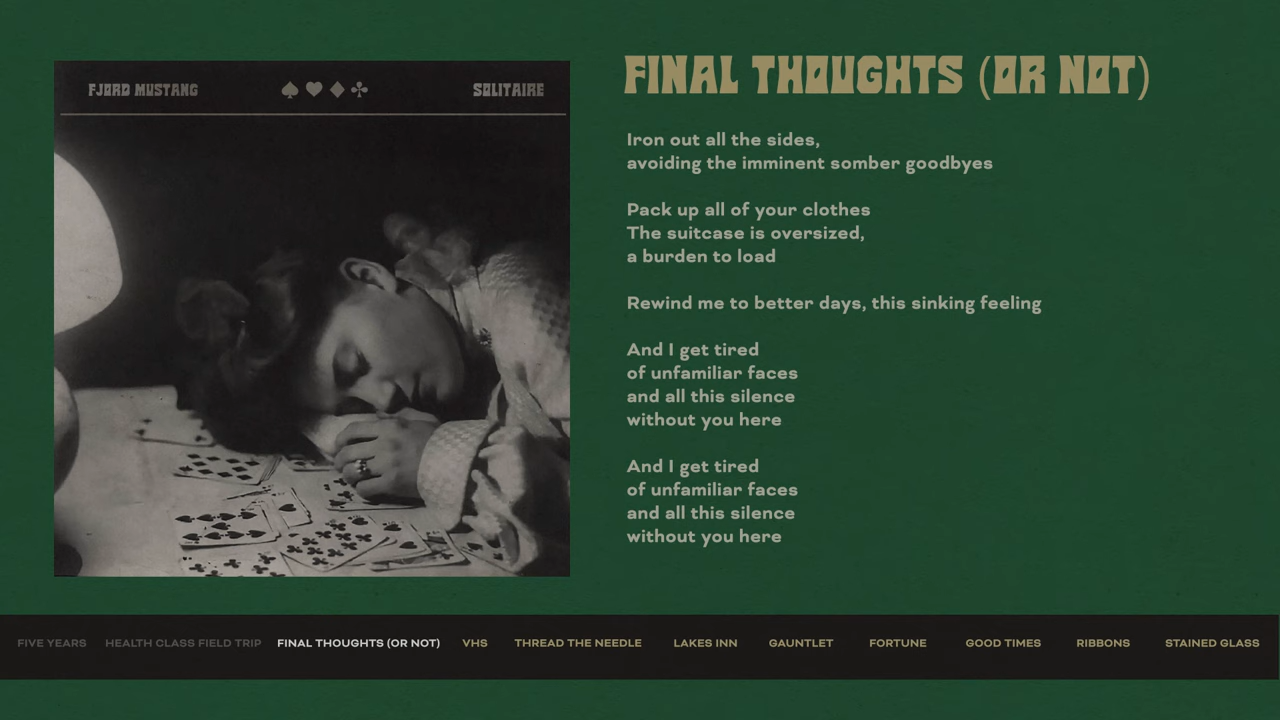 FJORD MUSTANG
SOLITAIRE
FINAL THOUGHTS (OR NOT)
Iron out all the sides,
avoiding the imminent somber goodbyes
Pack up all of your clothes
The suitcase is oversized,
a burden to load
Rewind me to better days, this sinking feeling
And I get tired
of unfamiliar faces
and all this silence
without you here
And I get tired
of unfamiliar faces
and all this silence
without you here
FIVE YEARS HEALTH CLASS FIELD TRIP FINAL THOUGHTS (OR NOT) VHS THREAD THE NEEDLE LAKES INN GAUNTLET FORTUNE GOOD TIMES RIBBONS STAINED GLASS